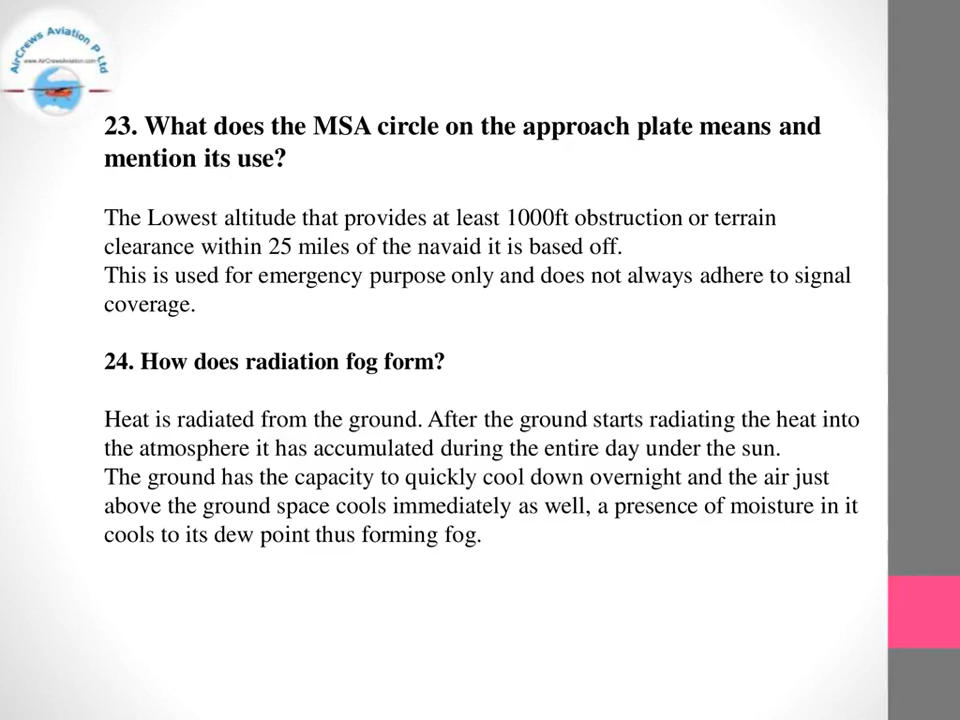 AirCrews Aviation P Ltd
www.AirCrewsAviation.com
23. What does the MSA circle on the approach plate means and
mention its use?
The Lowest altitude that provides at least 1000ft obstruction or terrain
clearance within 25 miles of the navaid it is based off.
This is used for emergency purpose only and does not always adhere to signal
coverage.
24. How does radiation fog form?
Heat is radiated from the ground. After the ground starts radiating the heat into
the atmosphere it has accumulated during the entire day under the sun.
The ground has the capacity to quickly cool down overnight and the air just
above the ground space cools immediately as well, a presence of moisture in it
cools to its dew point thus forming fog.